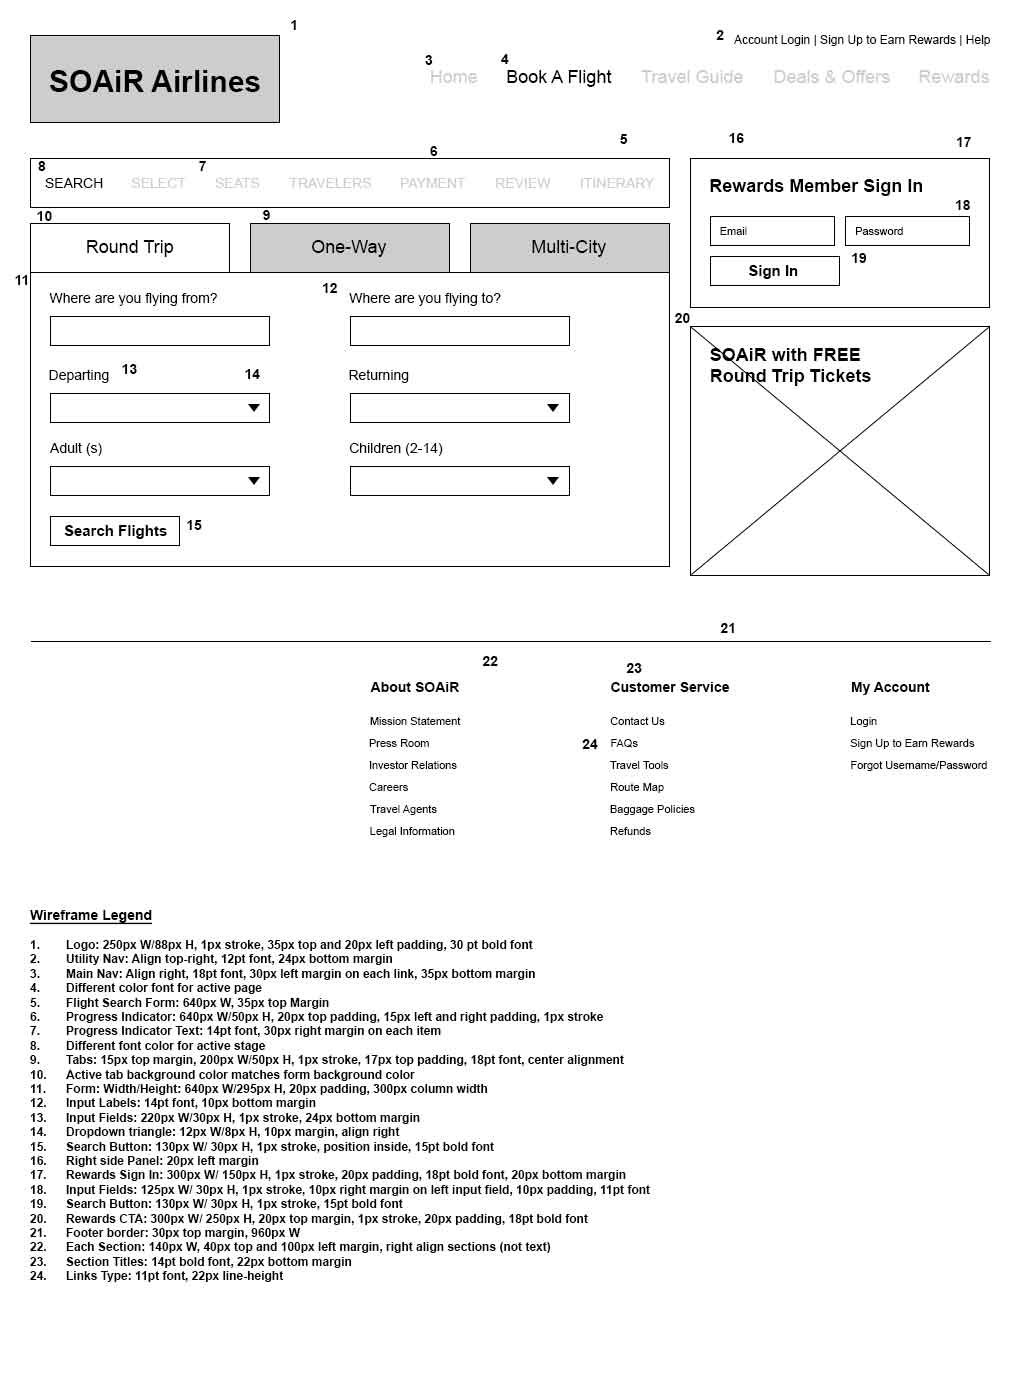 1
2 Account Login | Sign Up to Earn Rewards | Help
SOAiR Airlines
3 4
Home Book A Flight Travel Guide Deals & Offers Rewards
5 16 17
6
8 7
SEARCH SELECT SEATS TRAVELERS PAYMENT REVIEW ITINERARY
10 9
Round Trip One-Way Multi-City
11
12
Where are you flying from? Where are you flying to?
Departing 13 14 Returning
Adult (s) Children (2-14)
Search Flights 15
Rewards Member Sign In
18
Email Password
19
Sign In
20
SOAiR with FREE
Round Trip Tickets
21
22 23
About SOAiR
Mission Statement
Press Room
Investor Relations
Careers
Travel Agents
Legal Information
Customer Service
Contact Us
24 FAQs
Travel Tools
Route Map
Baggage Policies
Refunds
My Account
Login
Sign Up to Earn Rewards
Forgot Username/Password
Wireframe Legend
1. Logo: 250px W/88px H, 1px stroke, 35px top and 20px left padding, 30 pt bold font
2. Utility Nav: Align top-right, 12pt font, 24px bottom margin
3. Main Nav: Align right, 18pt font, 30px left margin on each link, 35px bottom margin
4. Different color font for active page
5. Flight Search Form: 640px W, 35px top Margin
6. Progress Indicator: 640px W/50px H, 20px top padding, 15px left and right padding, 1px stroke
7. Progress Indicator Text: 14pt font, 30px right margin on each item
8. Different font color for active stage
9. Tabs: 15px top margin, 200px W/50px H, 1px stroke, 17px top padding, 18pt font, center alignment
10. Active tab background color matches form background color
11. Form: Width/Height: 640px W/295px H, 20px padding, 300px column width
12. Input Labels: 14pt font, 10px bottom margin
13. Input Fields: 220px W/30px H, 1px stroke, 24px bottom margin
14. Dropdown triangle: 12px W/8px H, 10px margin, align right
15. Search Button: 130px W/ 30px H, 1px stroke, position inside, 15pt bold font
16. Right side Panel: 20px left margin
17. Rewards Sign In: 300px W/ 150px H, 1px stroke, 20px padding, 18pt bold font, 20px bottom margin
18. Input Fields: 125px W/ 30px H, 1px stroke, 10px right margin on left input field, 10px padding, 11pt font
19. Search Button: 130px W/ 30px H, 1px stroke, 15pt bold font
20. Rewards CTA: 300px W/ 250px H, 20px top margin, 1px stroke, 20px padding, 18pt bold font
21. Footer border: 30px top margin, 960px W
22. Each Section: 140px W, 40px top and 100px left margin, right align sections (not text)
23. Section Titles: 14pt bold font, 22px bottom margin
24. Links Type: 11pt font, 22px line-height